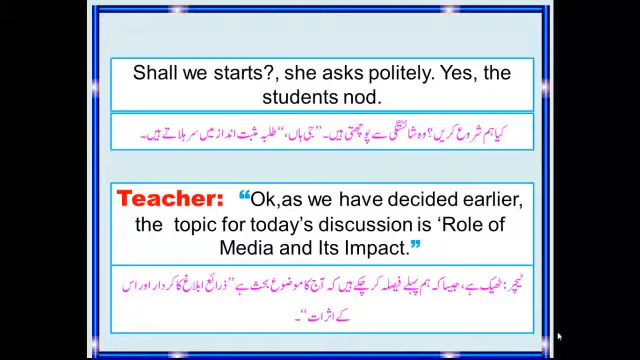 Shall we starts?, she asks politely. Yes, the
students nod.
کیا ہم شروع کریں؟ وہ شائستگی سے پوچھتی ہیں۔ ”جی ہاں،“ طلبہ مثبت انداز میں سر ہلاتے ہیں۔
Teacher: ❝Ok,as we have decided earlier,
the topic for today’s discussion is ‘Role of
Media and Its Impact.❞
ٹیچر: ٹھیک ہے، جیسا کہ ہم پہلے فیصلہ کر چکے ہیں کہ آج کا موضوع بحث ہے ”ذرائع ابلاغ کا کردار اور اس
کے اثرات“۔